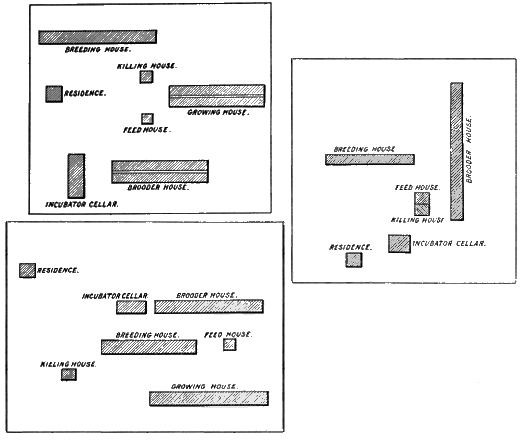 BREEDING HOUSE.
KILLING HOUSE.
RESIDENCE.
GROWING HOUSE.
FEED HOUSE.
BROODER HOUSE.
INCUBATOR CELLAR.
BREEDING HOUSE
BROODER HOUSE.
FEED HOUSE.
KILLING HOUSE
INCUBATOR CELLAR.
RESIDENCE.
RESIDENCE.
INCUBATOR CELLAR
BROODER HOUSE.
BREEDING HOUSE.
FEED HOUSE.
KILLING HOUSE.
GROWING HOUSE.